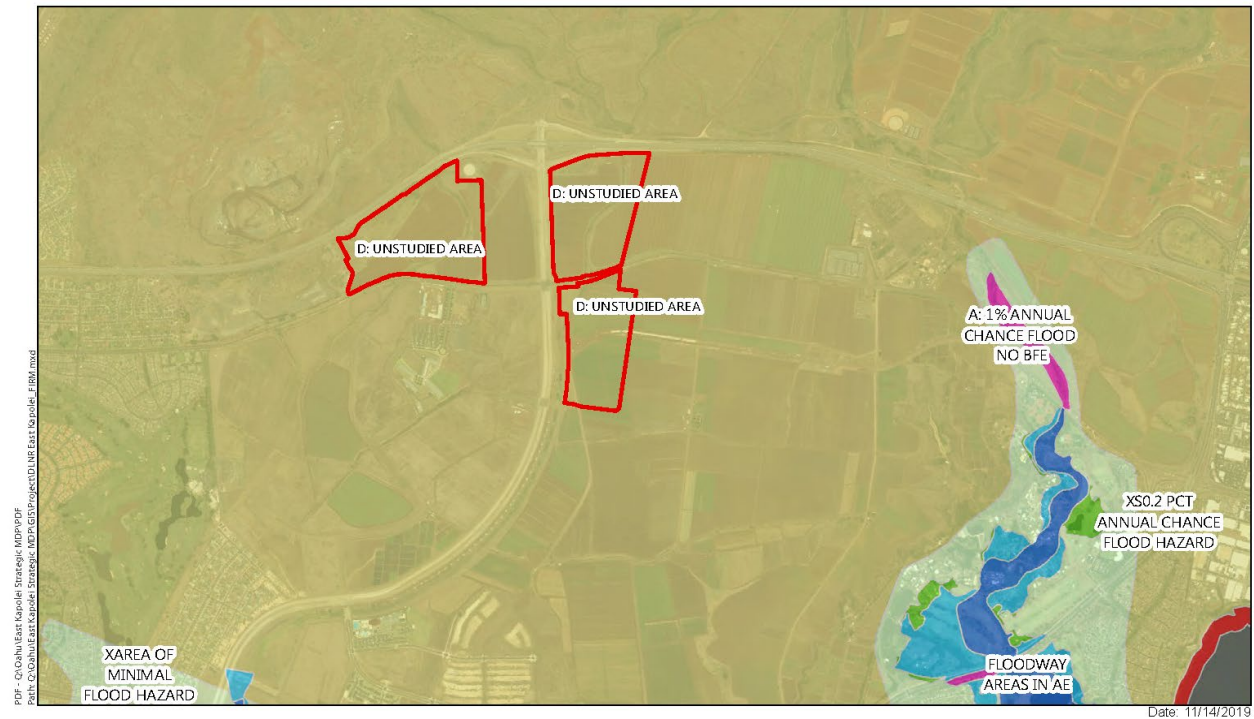 D: UNSTUDIED AREA
D: UNSTUDIED AREA
D: UNSTUDIED AREA
A: 1% ANNUAL
CHANCE FLOOD
NO BFE
XS0.2 PCT
ANNUAL CHANCE
FLOOD HAZARD
XAREA OF
MINIMAL
FLOOD HAZARD
FLOODWAY
AREAS IN AE
PDF - Q:\Oahu\East Kapolei Strategic MDP\PDF
Path: Q:\Oahu\East Kapolei Strategic MDP\GIS\Project\DLNR East Kapolei_FIRM.mxd
Date: 11/14/2019